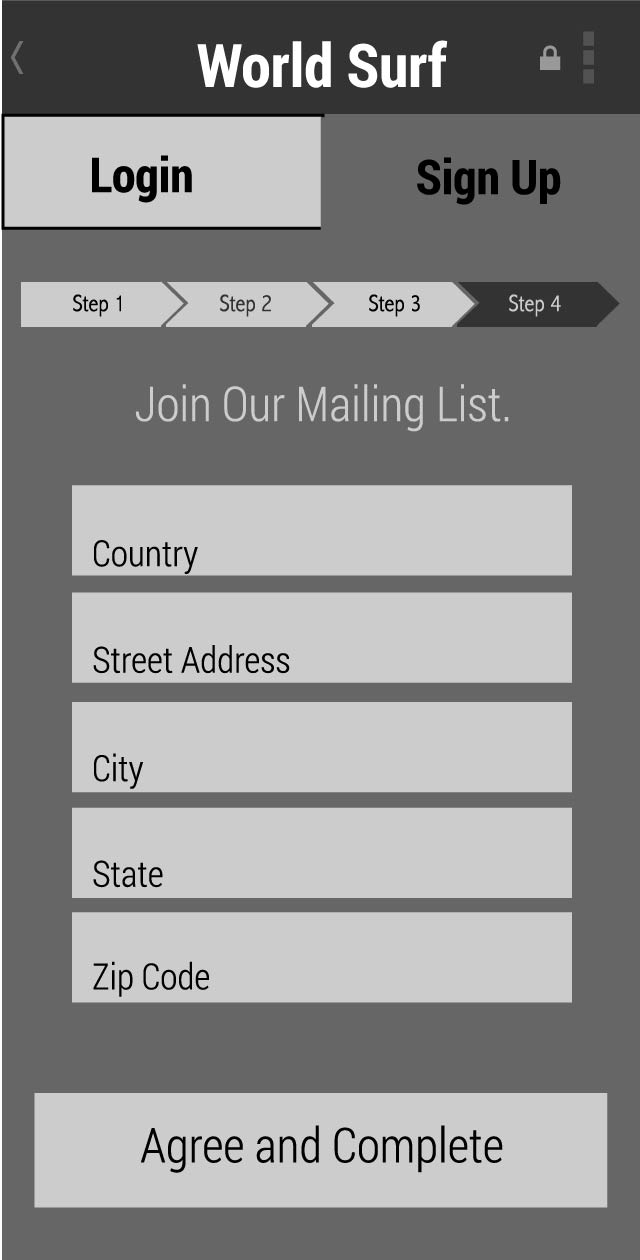 World Surf
Login
Sign Up
Step 1
Step 2
Step 3
Step 4
Join Our Mailing List.
Country
Street Address
City
State
Zip Code
Agree and Complete